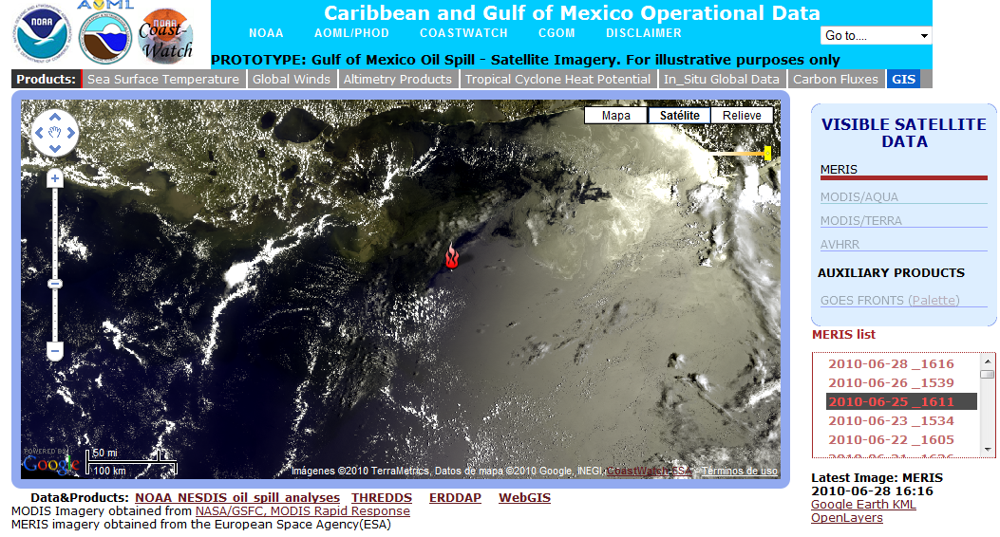 NOAA
AOML
NOAA
Coast-
Watch
Caribbean and Gulf of Mexico Operational Data
NOAA AOML/PHOD COASTWATCH CGOM DISCLAIMER
Go to....
PROTOTYPE: Gulf of Mexico Oil Spill - Satellite Imagery. For illustrative purposes only
Products: Sea Surface Temperature Global Winds Altimetry Products Tropical Cyclone Heat Potential In_Situ Global Data Carbon Fluxes GIS
Mapa Satélite Relieve
POWERED BY
Google
50 mi
100 km
Imágenes ©2010 TerraMetrics, Datos de mapa ©2010 Google, INEGI, CoastWatch-ES - Términos de uso
VISIBLE SATELLITE
DATA
MERIS
MODIS/AQUA
MODIS/TERRA
AVHRR
AUXILIARY PRODUCTS
GOES FRONTS (Palette)
MERIS list
2010-06-28 _1616
2010-06-26 _1539
2010-06-25 _1611
2010-06-23 _1534
2010-06-22 _1605
Latest Image: MERIS
2010-06-28 16:16
Google Earth KML
OpenLayers
Data&Products: NOAA NESDIS oil spill analyses THREDDS ERDDAP WebGIS
MODIS Imagery obtained from NASA/GSFC, MODIS Rapid Response
MERIS imagery obtained from the European Space Agency(ESA)